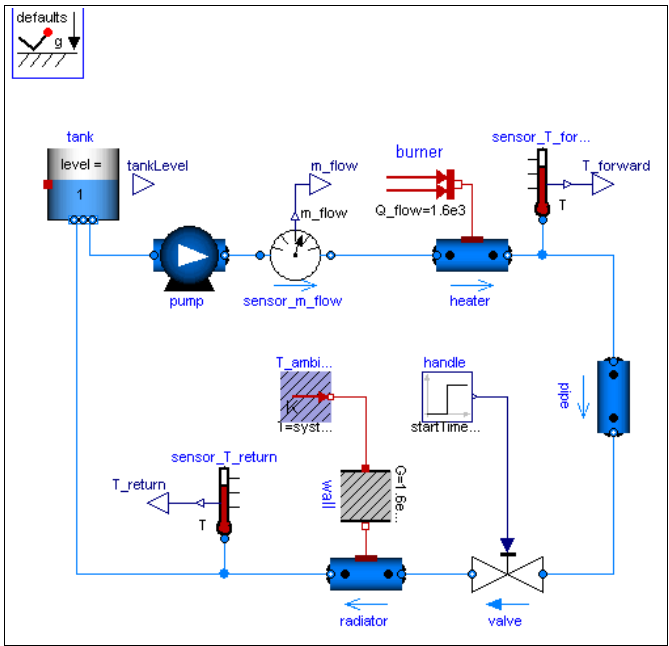 defaults
g
tank
level =
1
tankLevel
pump
m_flow
m_flow
sensor_m_flow
burner
Q_flow=1.6e3
heater
sensor_T_for...
T_forward
T
pipe
T_ambi...
K
T=syst...
handle
startTime...
G=1.6e...
wall
sensor_T_return
T_return
T
radiator
valve